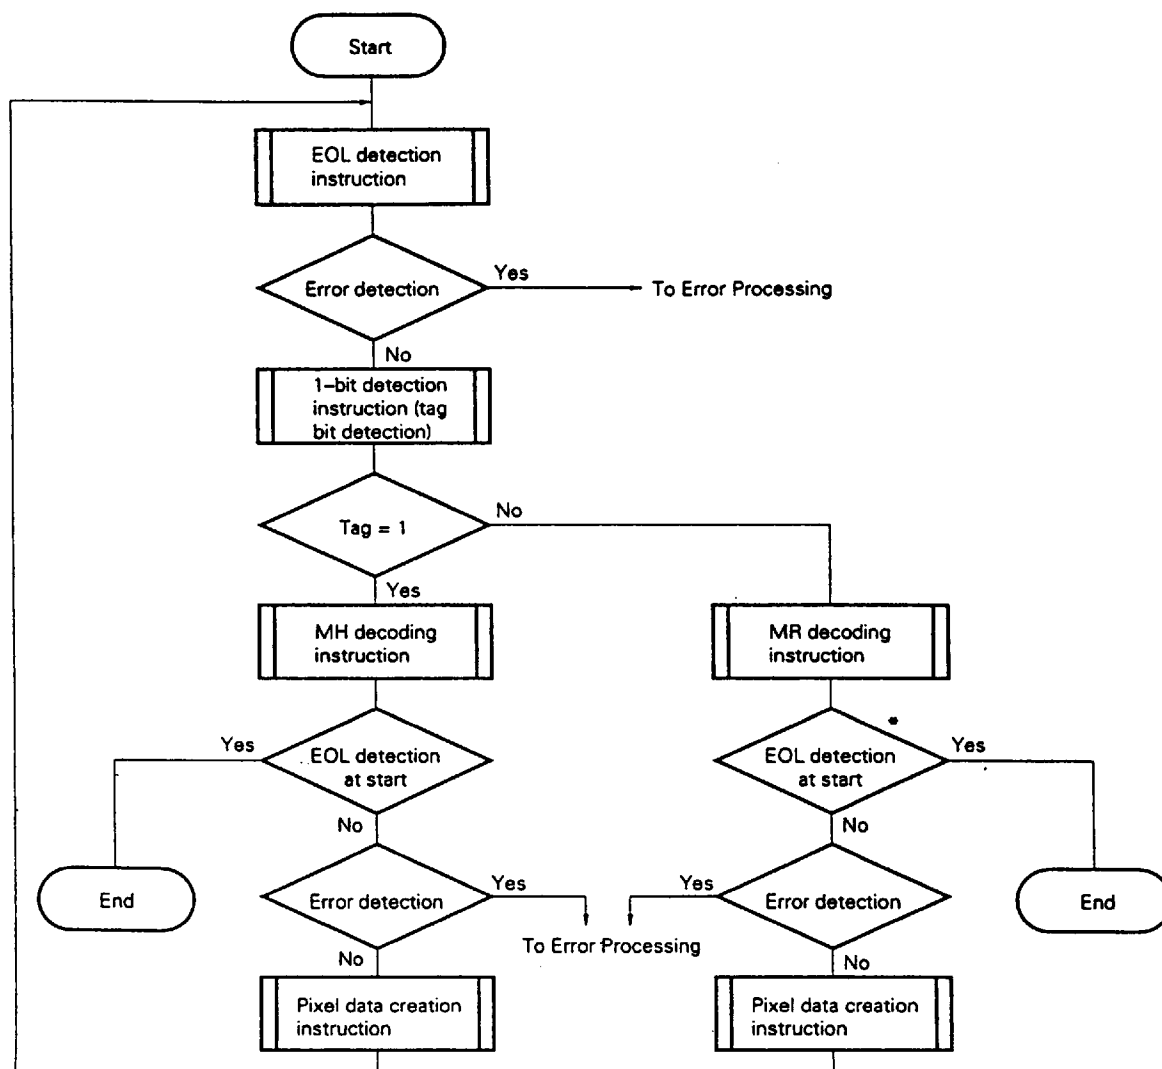 Start
EOL detection
instruction
Error detection
Yes
To Error Processing
No
1-bit detection
instruction (tag
bit detection)
Tag = 1
No
Yes
MH decoding
instruction
MR decoding
instruction
Yes
EOL detection
at start
*
EOL detection
at start
Yes
No
No
End
Error detection
Yes
Yes
Error detection
End
To Error Processing
No
No
Pixel data creation
instruction
Pixel data creation
instruction